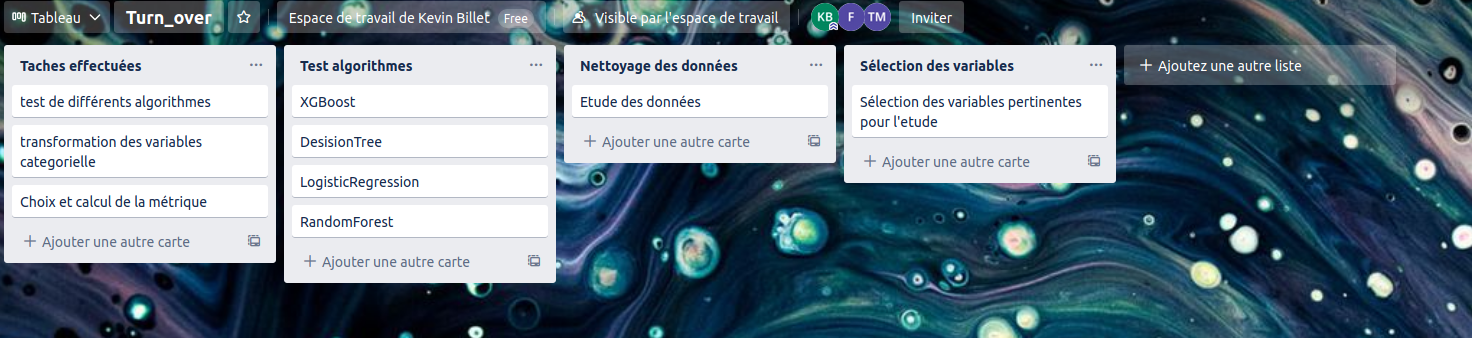 Tableau
Turn_over
Espace de travail de Kevin Billet Free
Visible par l'espace de travail
KB F TM
Inviter
Taches effectuées
test de différents algorithmes
transformation des variables
categorielle
Choix et calcul de la métrique
+ Ajouter une autre carte
Test algorithmes
XGBoost
DesisionTree
LogisticRegression
RandomForest
+ Ajouter une autre carte
Nettoyage des données
Etude des données
+ Ajouter une autre carte
Sélection des variables
Sélection des variables pertinentes
pour l'etude
+ Ajouter une autre carte
+ Ajoutez une autre liste